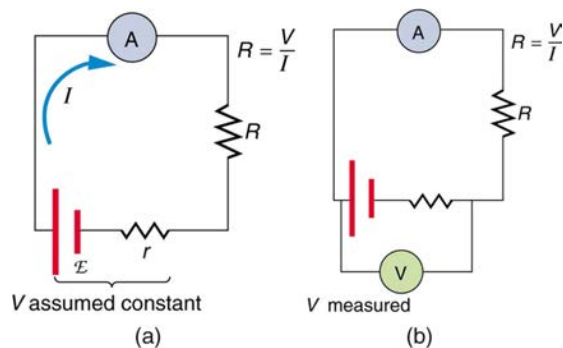 A
R = V/I
I
R
ℰ
r
V assumed constant
(a)
A
R = V/I
R
V
V measured
(b)